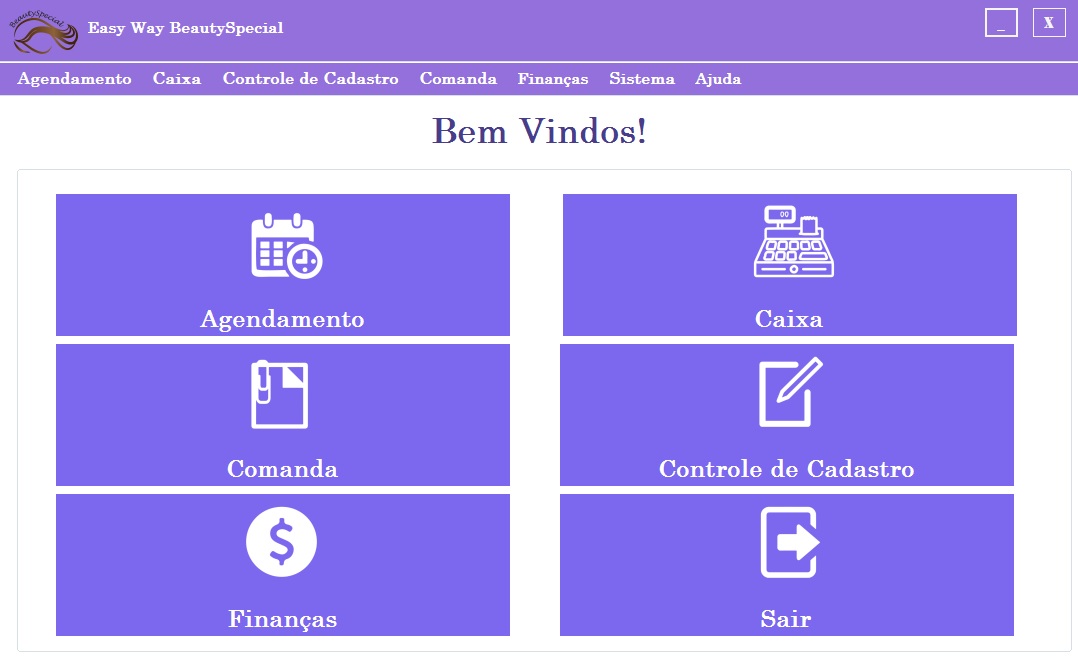 BeautySpecial
Easy Way BeautySpecial
_ X
Agendamento Caixa Controle de Cadastro Comanda Finanças Sistema Ajuda
Bem Vindos!
00
Agendamento Caixa
Comanda Controle de Cadastro
$
Finanças Sair